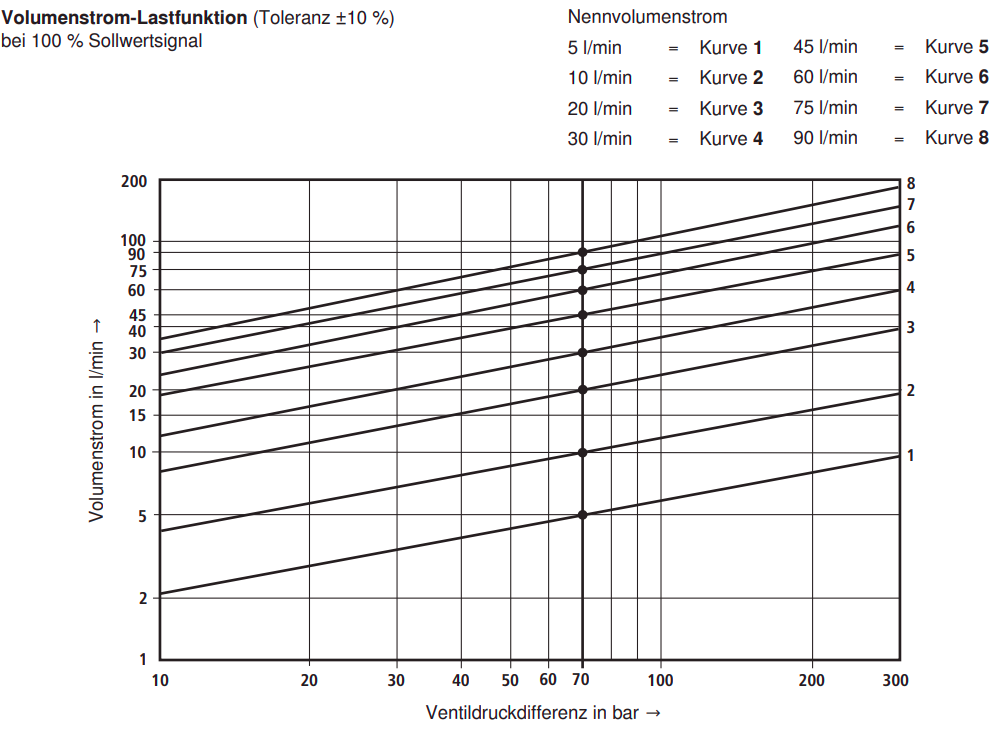 Volumenstrom-Lastfunktion (Toleranz ±10 %)
bei 100 % Sollwertsignal
Nennvolumenstrom
5 l/min = Kurve 1 45 l/min = Kurve 5
10 l/min = Kurve 2 60 l/min = Kurve 6
20 l/min = Kurve 3 75 l/min = Kurve 7
30 l/min = Kurve 4 90 l/min = Kurve 8
Volumenstrom in l/min →
200
100
90
75
60
45
40
30
20
15
10
5
2
1
8
7
6
5
4
3
2
1
10 20 30 40 50 60 70 100 200 300
Ventildruckdifferenz in bar →